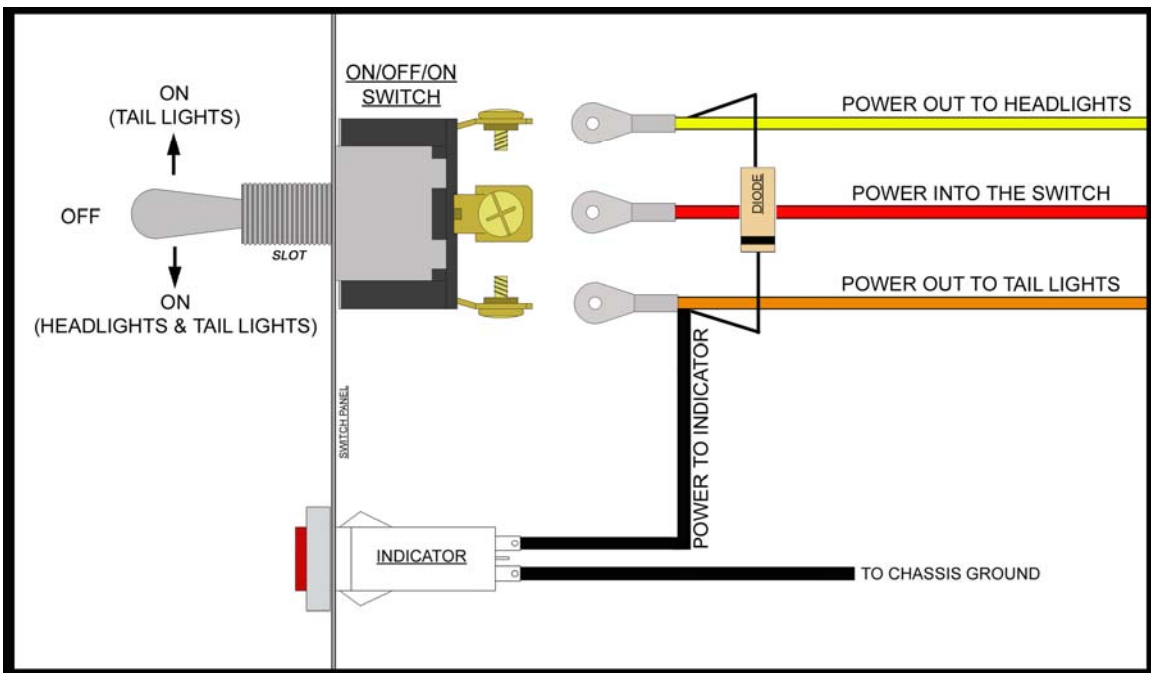 ON/OFF/ON
SWITCH
ON
(TAIL LIGHTS)
OFF
SLOT
ON
(HEADLIGHTS & TAIL LIGHTS)
POWER OUT TO HEADLIGHTS
DIODE
POWER INTO THE SWITCH
POWER OUT TO TAIL LIGHTS
SWITCH PANEL
POWER TO INDICATOR
INDICATOR
TO CHASSIS GROUND